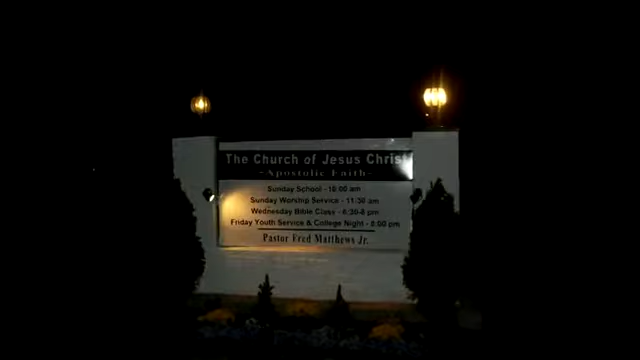 The Church of Jesus Christ
~Apostolic Faith~
Sunday School - 10:00 am
Sunday Worship Service - 11:30 am
Wednesday Bible Class - 6:30-8 pm
Friday Youth Service & College Night - 8:00 pm
Pastor Fred Matthews Jr.